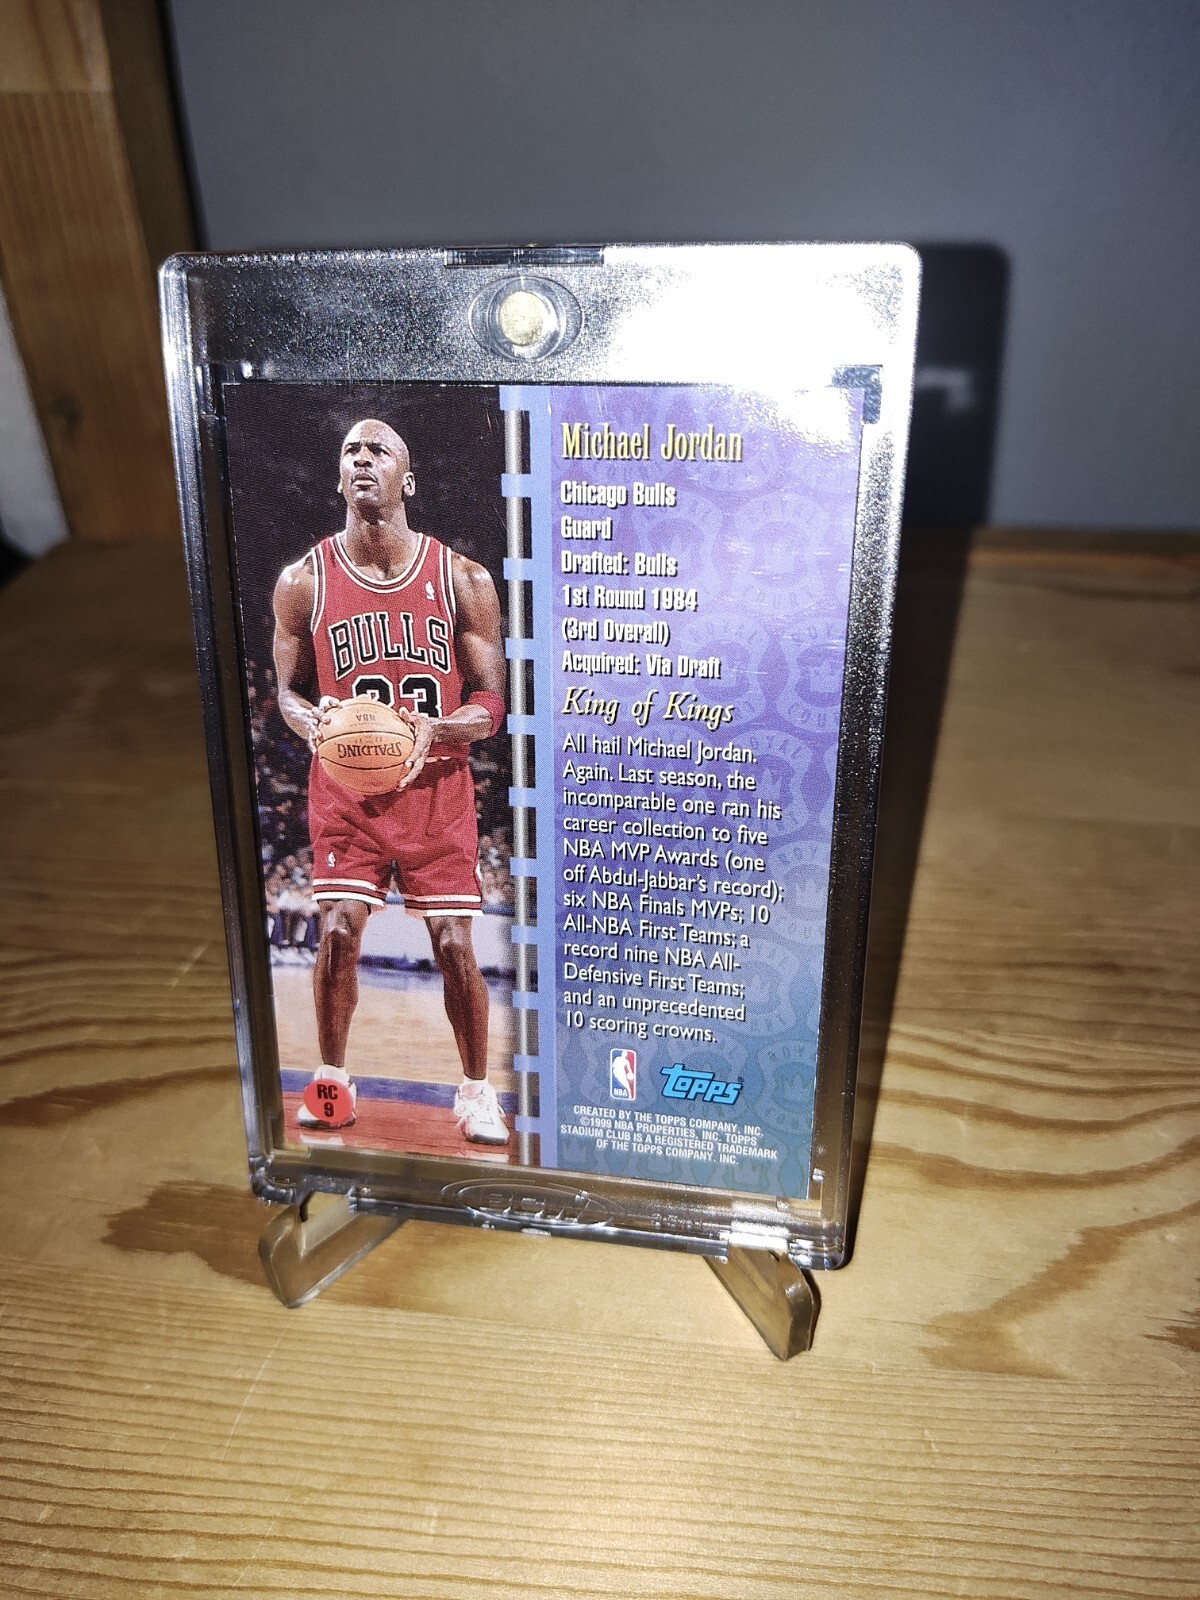 Michael Jordan
Chicago Bulls
Guard
Drafted: Bulls
1st Round 1984
(3rd Overall)
Acquired: Via Draft
King of Kings
All hail Michael Jordan.
Again. Last season, the
incomparable one ran his
career collection to five
NBA MVP Awards (one
off Abdul-Jabbar's record);
six NBA Finals MVPs; 10
All-NBA First Teams; a
record nine NBA All-
Defensive First Teams;
and an unprecedented
10 scoring crowns.
NBA
Topps
CREATED BY THE TOPPS COMPANY, INC.
©1999 NBA PROPERTIES, INC. TOPPS
STADIUM CLUB IS A REGISTERED TRADEMARK
OF THE TOPPS COMPANY, INC.
BULLS
23
NBA
SPALDING
RC
9
BCW
ROYAL
COURT